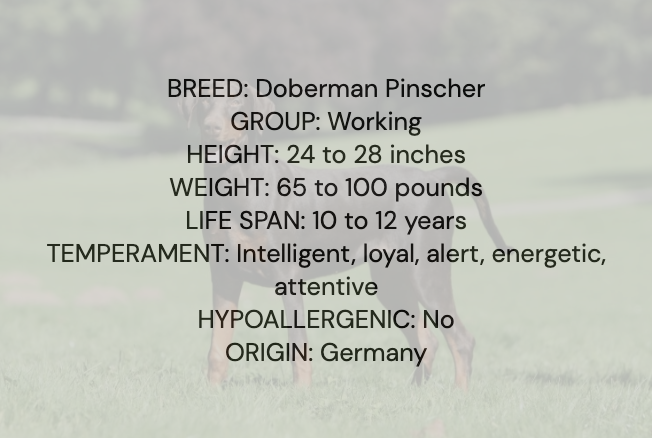 BREED: Doberman Pinscher
GROUP: Working
HEIGHT: 24 to 28 inches
WEIGHT: 65 to 100 pounds
LIFE SPAN: 10 to 12 years
TEMPERAMENT: Intelligent, loyal, alert, energetic,
attentive
HYPOALLERGENIC: No
ORIGIN: Germany